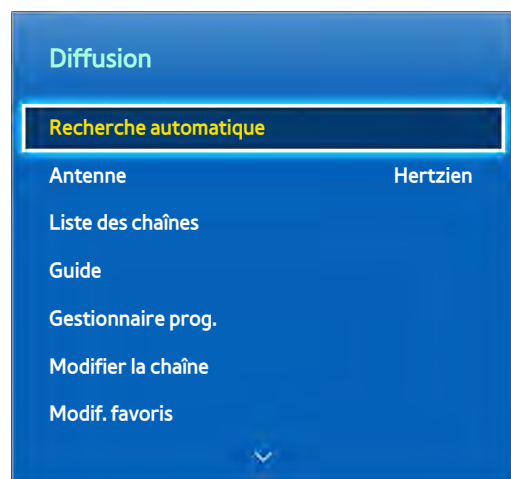 Diffusion
Recherche automatique
Antenne Hertzien
Liste des chaînes
Guide
Gestionnaire prog.
Modifier la chaîne
Modif. favoris